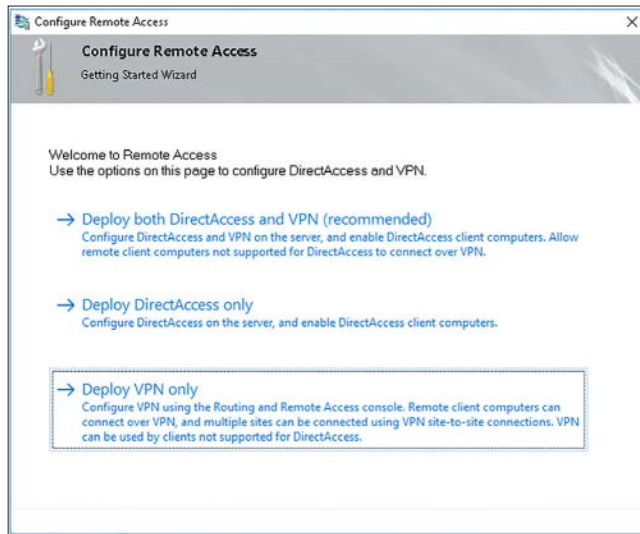 Configure Remote Access
Configure Remote Access
Getting Started Wizard
Welcome to Remote Access
Use the options on this page to configure DirectAccess and VPN.
Deploy both DirectAccess and VPN (recommended)
Configure DirectAccess and VPN on the server, and enable DirectAccess client computers. Allow
remote client computers not supported for DirectAccess to connect over VPN.
Deploy DirectAccess only
Configure DirectAccess on the server, and enable DirectAccess client computers.
Deploy VPN only
Configure VPN using the Routing and Remote Access console. Remote client computers can
connect over VPN, and multiple sites can be connected using VPN site-to-site connections. VPN
can be used by clients not supported for DirectAccess.